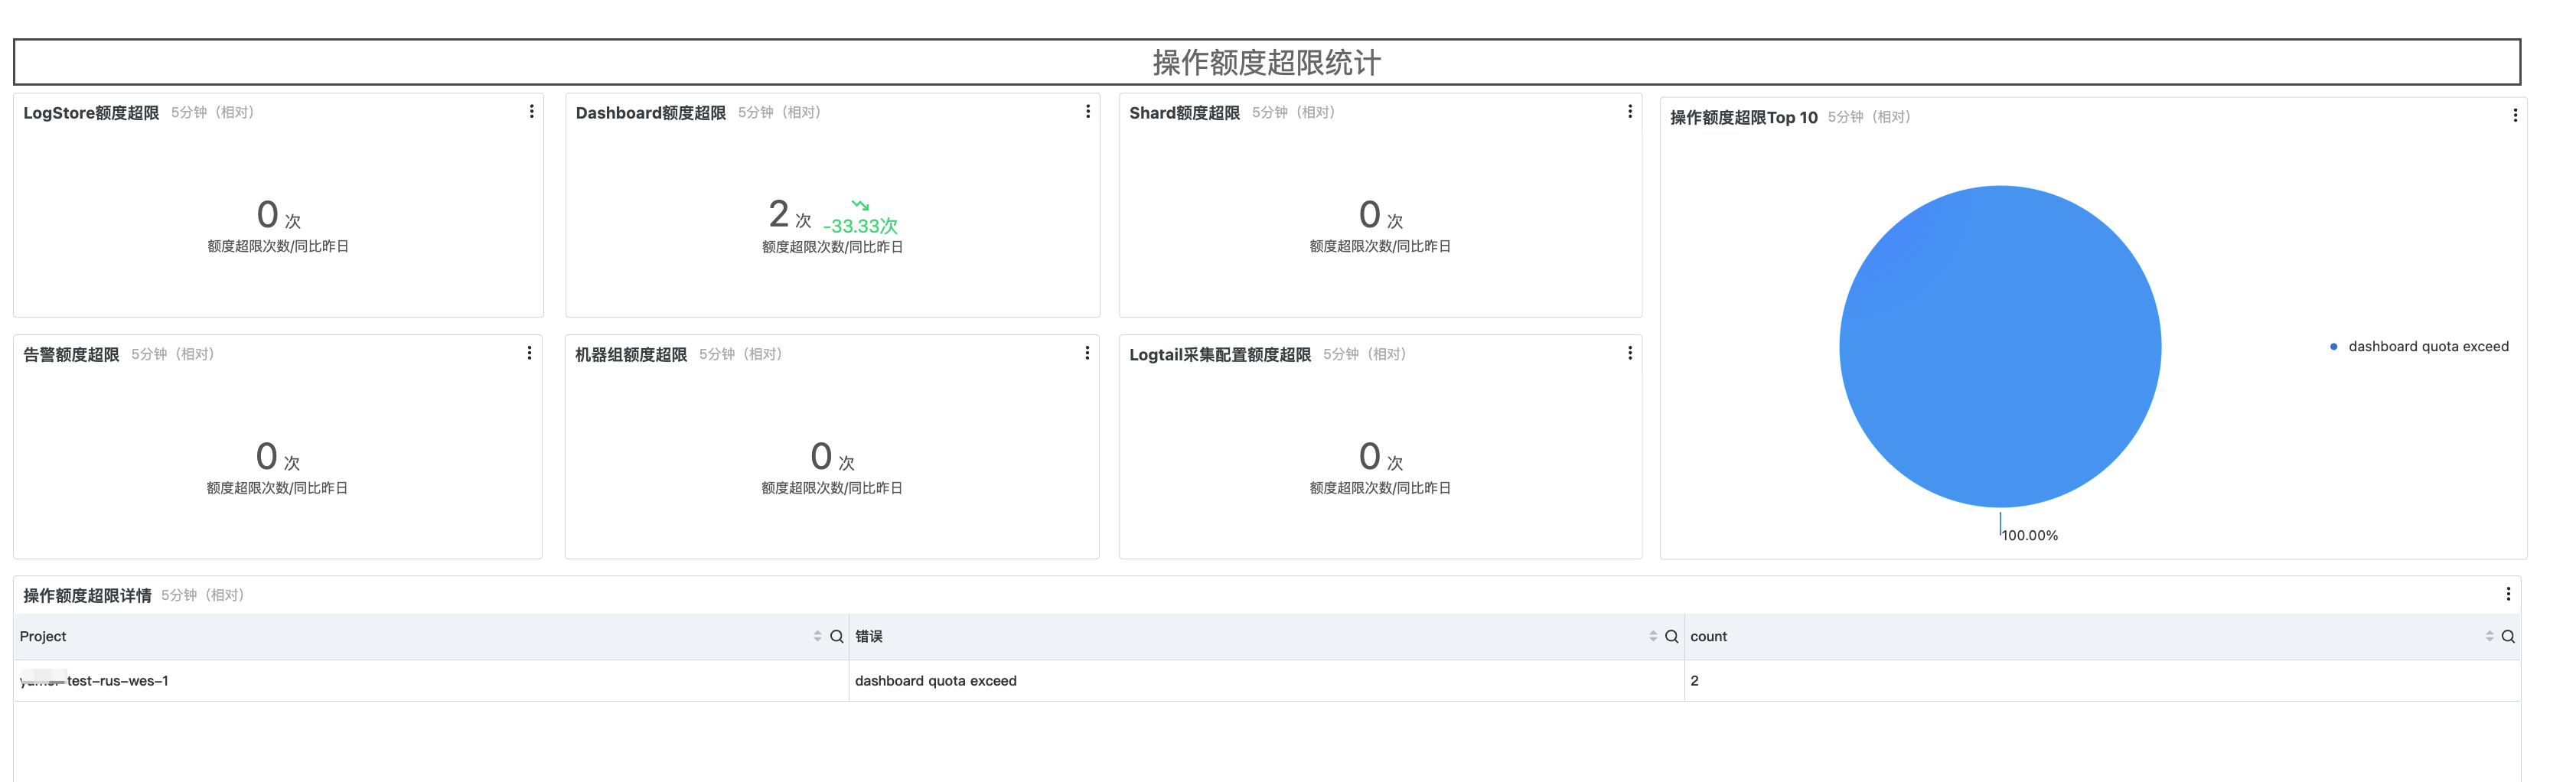 操作额度超限统计
LogStore额度超限 5分钟（相对）
0 次
额度超限次数/同比昨日
Dashboard额度超限 5分钟（相对）
2 次 -33.33次
额度超限次数/同比昨日
Shard额度超限 5分钟（相对）
0 次
额度超限次数/同比昨日
操作额度超限Top 10 5分钟（相对）
dashboard quota exceed
100.00%
告警额度超限 5分钟（相对）
0 次
额度超限次数/同比昨日
机器组额度超限 5分钟（相对）
0 次
额度超限次数/同比昨日
Logtail采集配置额度超限 5分钟（相对）
0 次
额度超限次数/同比昨日
操作额度超限详情 5分钟（相对）
Project 错误 count
-test-rus-wes-1 dashboard quota exceed 2